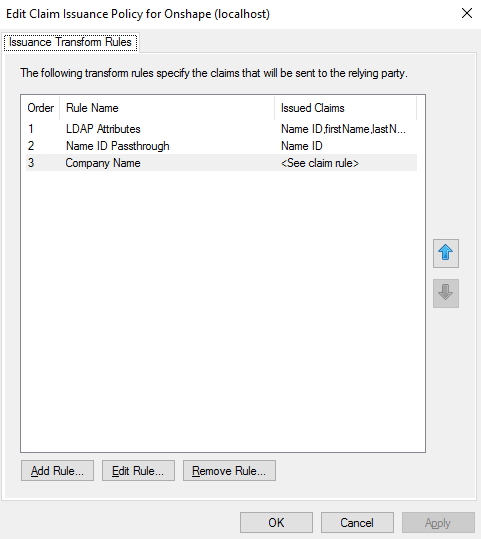 Edit Claim Issuance Policy for Onshape (localhost)
Issuance Transform Rules
The following transform rules specify the claims that will be sent to the relying party.
Order Rule Name Issued Claims
1 LDAP Attributes Name ID,firstName,lastN...
2 Name ID Passthrough Name ID
3 Company Name <See claim rule>
Add Rule... Edit Rule... Remove Rule...
OK Cancel Apply